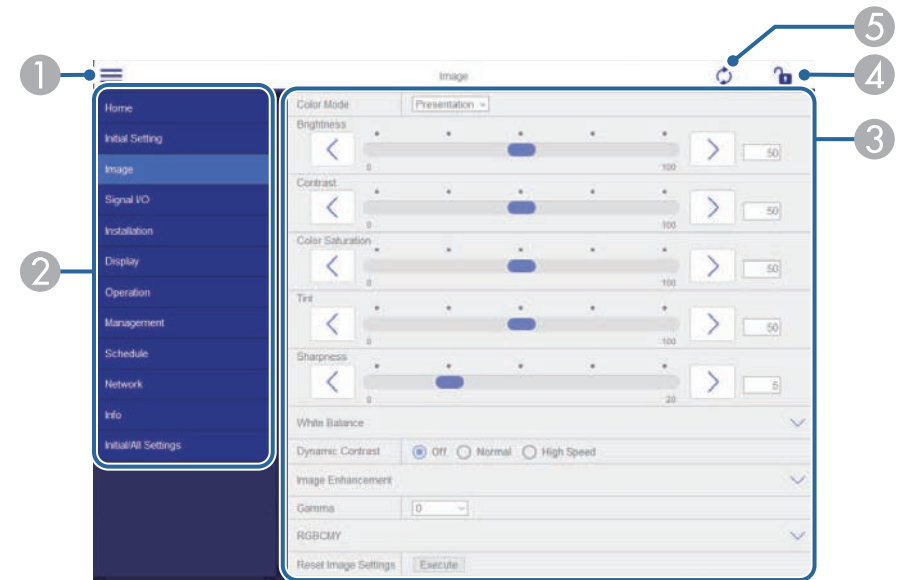 5
1
Image
4
Home
Color Mode
Presentation
Brightness
3
Initial Setting
50
0
100
Image
Contrast
Signal I/O
50
0
100
Installation
Color Saturation
Display
2
50
0
100
Operation
Tint
Management
50
0
100
Schedule
Sharpness
Network
5
0
20
Info
White Balance
Initial/All Settings
Dynamic Contrast
Off
Normal
High Speed
Image Enhancement
Gamma
0
RGBCMY
Reset Image Settings
Execute